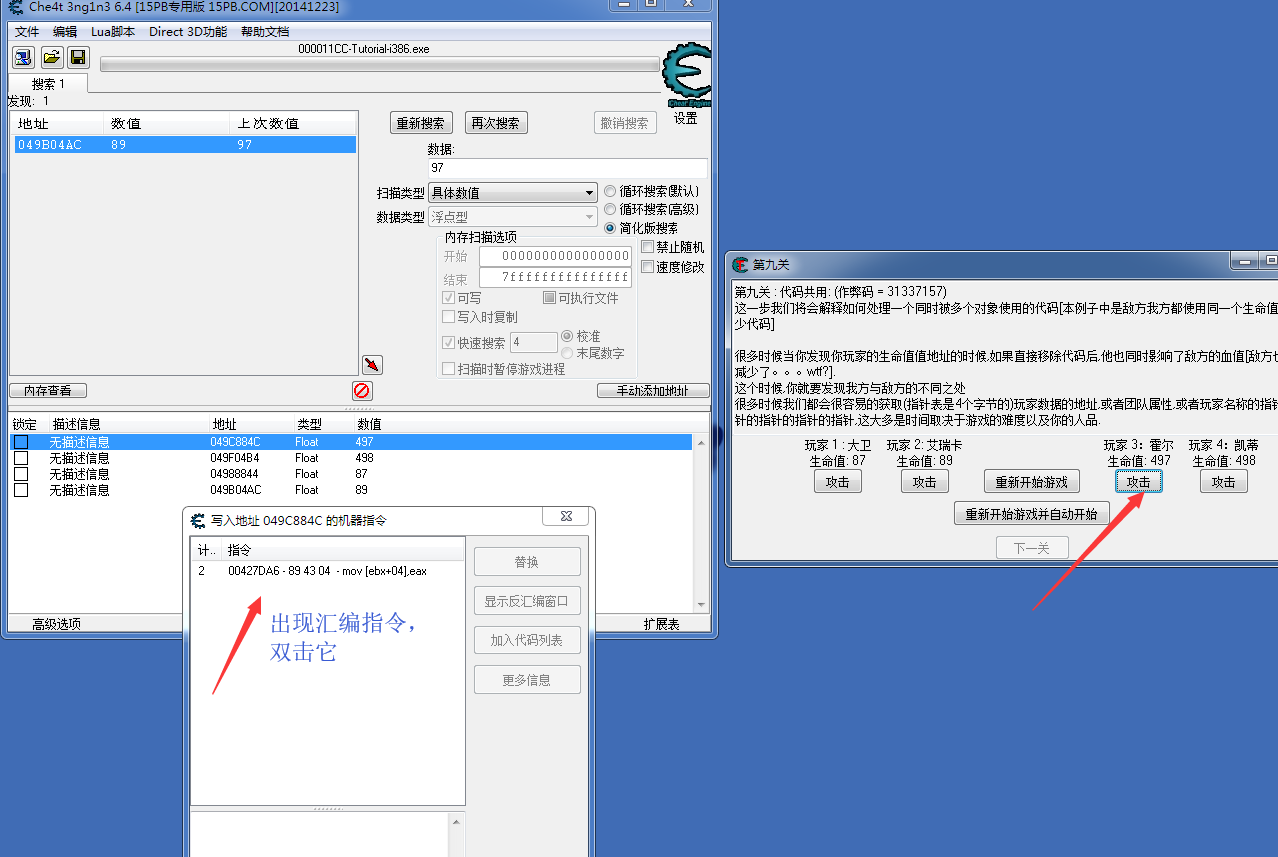 Che4t 3ng1n3 6.4 [15PB专用版 15PB.COM][20141223]
文件 编辑 Lua脚本 Direct 3D功能 帮助文档
000011CC-Tutorial-i386.exe
Cheat Engine
设置
搜索 1
发现: 1
地址 数值 上次数值
049B04AC 89 97
重新搜索 再次搜索 撤销搜索
数据:
97
扫描类型 具体数值
数据类型 浮点型
循环搜索(默认)
循环搜索(高级)
简化版搜索
内存扫描选项
开始 0000000000000000
结束 7fffffffffffffff
禁止随机
速度修改
可写 可执行文件
写入时复制
快速搜索 4 校准
末尾数字
扫描时暂停游戏进程
内存查看 手动添加地址
锁定 描述信息 地址 类型 数值
无描述信息 049C884C Float 497
无描述信息 049F04B4 Float 498
无描述信息 04988844 Float 87
无描述信息 049B04AC Float 89
高级选项 扩展表
写入地址 049C884C 的机器指令
计.. 指令
2 00427DA6 - 89 43 04 - mov [ebx+04],eax
出现汇编指令,
双击它
替换
显示反汇编窗口
加入代码列表
更多信息
第九关
第九关 : 代码共用: (作弊码 = 31337157)
这一步我们将会解释如何处理一个同时被多个对象使用的代码[本例子中是敌方我方都使用同一个生命值
少代码]
很多时候当你发现你玩家的生命值值地址的时候,如果直接移除代码后,他也同时影响了敌方的血值[敌方也
减少了。。。wtf?].
这个时候,你就要发现我方与敌方的不同之处
很多时候我们都会很容易的获取(指针表是4个字节的)玩家数据的地址,或者团队属性,或者玩家名称的指针
针的指针的指针的指针,这大多是时间取决于游戏的难度以及你的人品.
玩家 1 : 大卫 玩家 2: 艾瑞卡 玩家 3: 霍尔 玩家 4: 凯蒂
生命值: 87 生命值: 89 生命值: 497 生命值: 498
攻击 攻击 重新开始游戏 攻击 攻击
重新开始游戏并自动开始
下一关